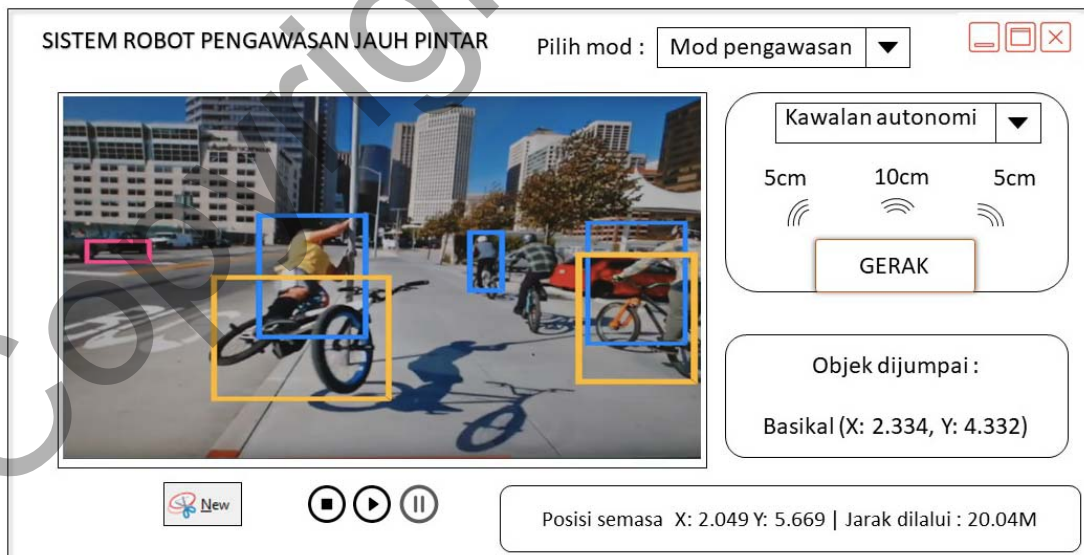 SISTEM ROBOT PENGAWASAN JAUH PINTAR
Pilih mod : Mod pengawasan
Kawalan autonomi
5cm 10cm 5cm
GERAK
Objek dijumpai :
Basikal (X: 2.334, Y: 4.332)
New
Posisi semasa X: 2.049 Y: 5.669 | Jarak dilalui : 20.04M
Copyrig